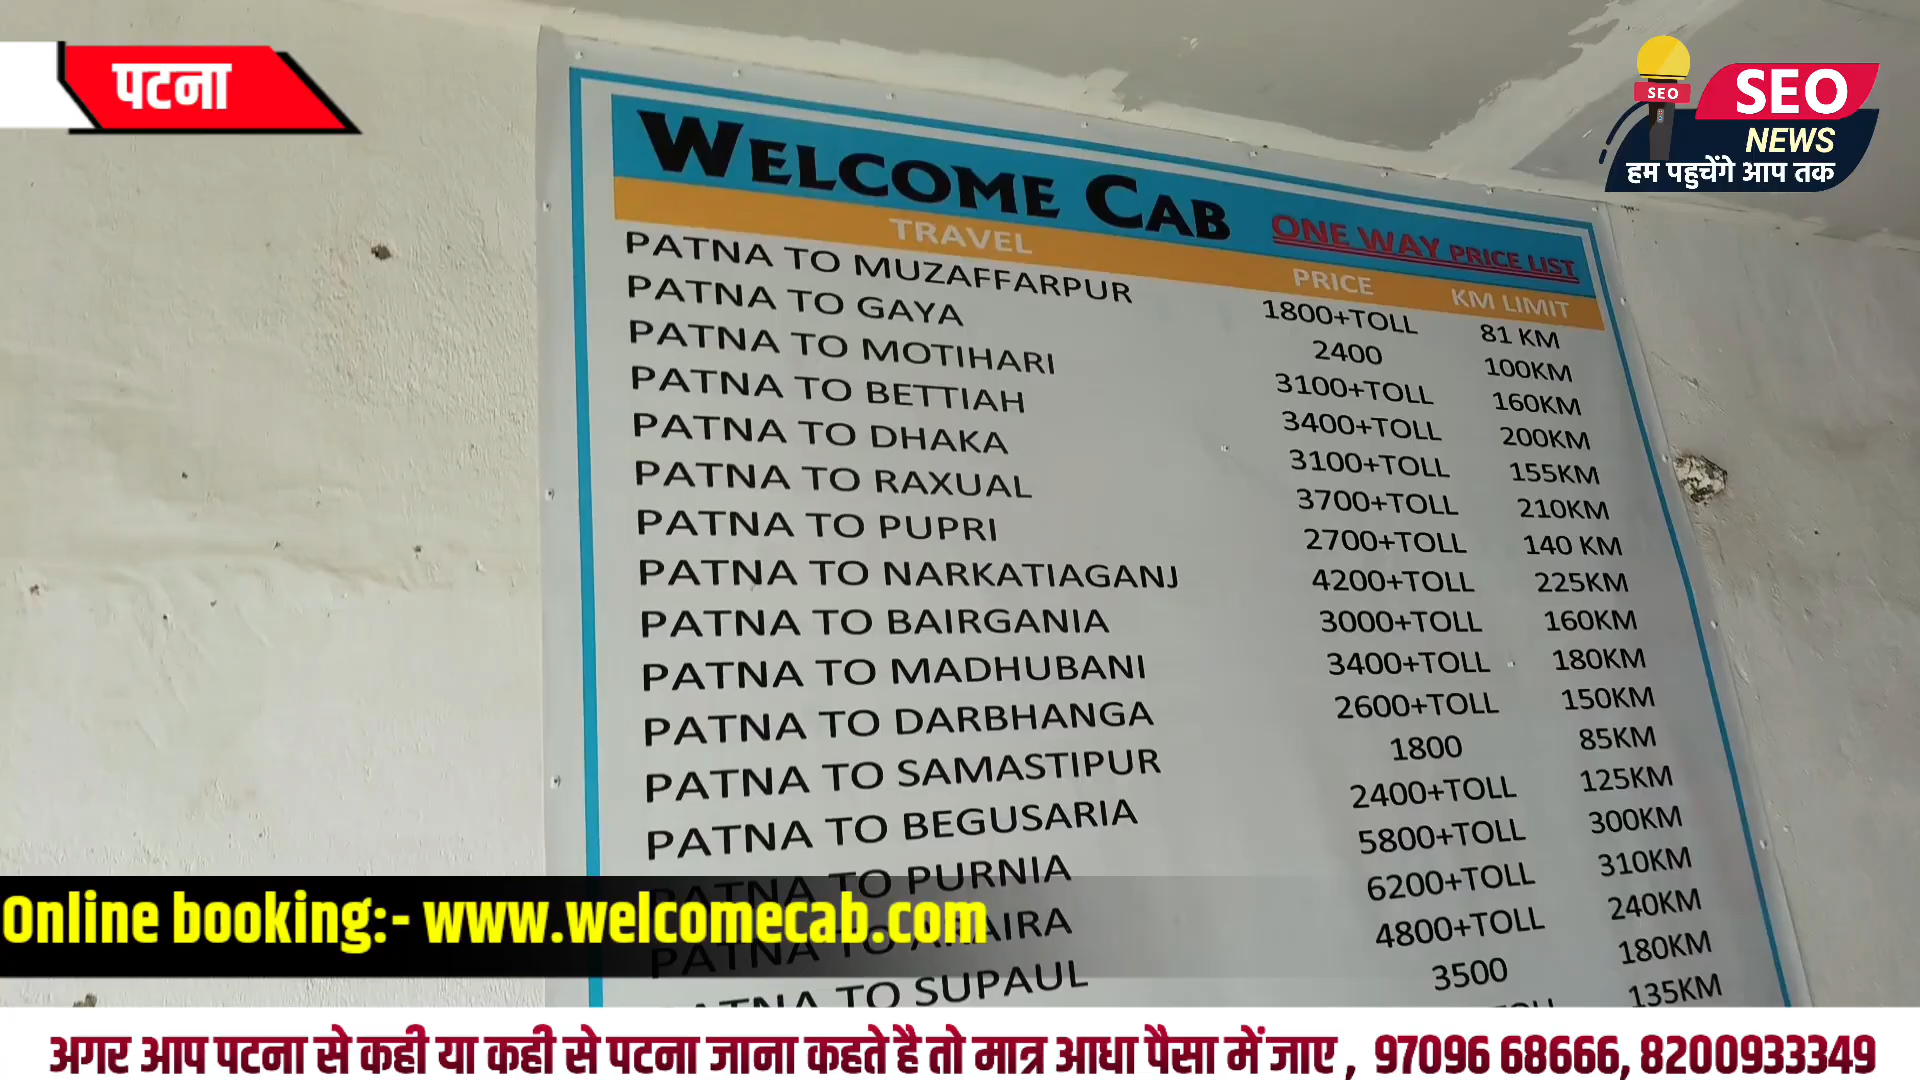 पटना
SEO
SEO
NEWS
हम पहुचेंगे आप तक
WELCOME CAB ONE WAY PRICE LIST
TRAVEL PRICE KM LIMIT
PATNA TO MUZAFFARPUR 1800+TOLL 81 KM
PATNA TO GAYA 2400 100KM
PATNA TO MOTIHARI 3100+TOLL 160KM
PATNA TO BETTIAH 3400+TOLL 200KM
PATNA TO DHAKA 3100+TOLL 155KM
PATNA TO RAXUAL 3700+TOLL 210KM
PATNA TO PUPRI 2700+TOLL 140 KM
PATNA TO NARKATIAGANJ 4200+TOLL 225KM
PATNA TO BAIRGANIA 3000+TOLL 160KM
PATNA TO MADHUBANI 3400+TOLL 180KM
PATNA TO DARBHANGA 2600+TOLL 150KM
PATNA TO SAMASTIPUR 1800 85KM
PATNA TO BEGUSARIA 2400+TOLL 125KM
PATNA TO PURNIA 5800+TOLL 300KM
PATNA TO 6200+TOLL 310KM
PATNA TO SUPAUL 4800+TOLL 240KM
3500 180KM
135KM
Online booking:- www.welcomecab.com
अगर आप पटना से कही या कही से पटना जाना कहते है तो मात्र आधा पैसा में जाए , 97096 68666, 8200933349